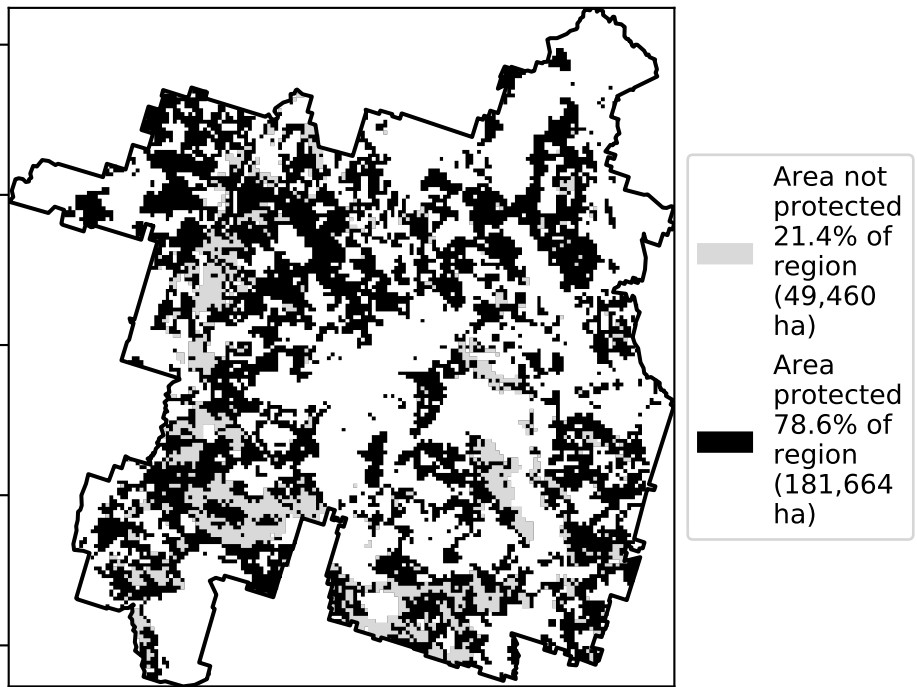 Area not
protected
21.4% of
region
(49,460
ha)
Area
protected
78.6% of
region
(181,664
ha)